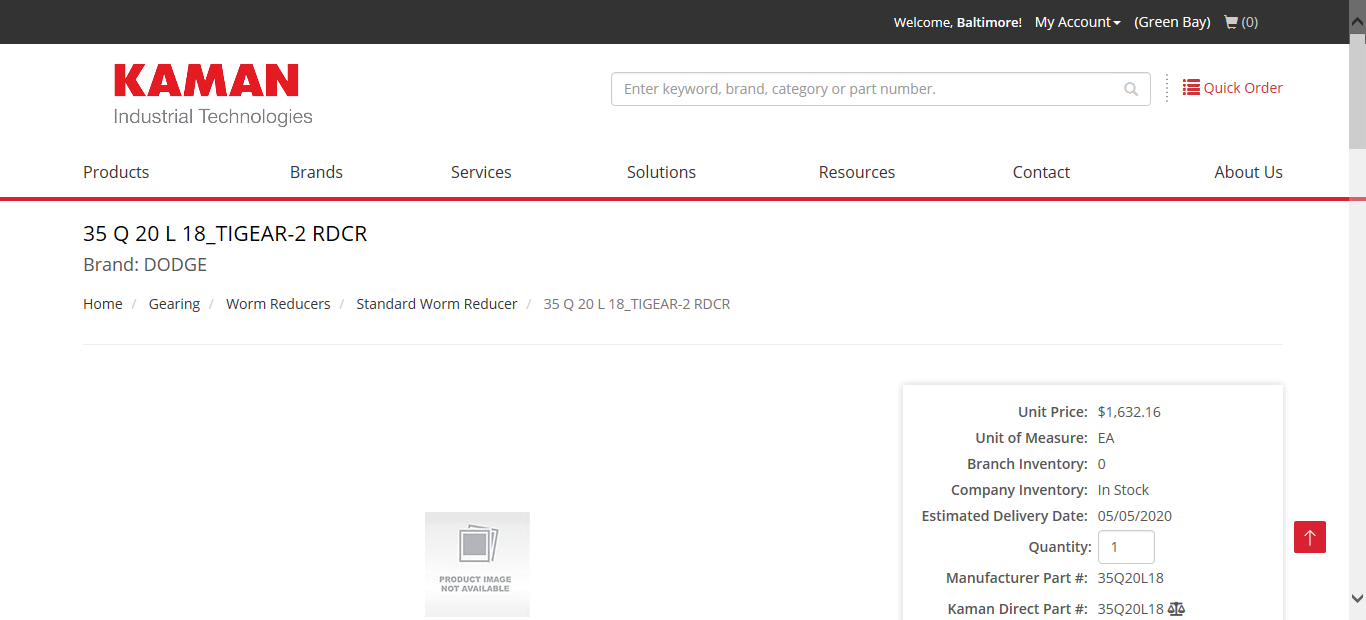 Welcome, Baltimore! My Account (Green Bay) (0)
KAMAN
Industrial Technologies
Enter keyword, brand, category or part number.
Quick Order
Products Brands Services Solutions Resources Contact About Us
35 Q 20 L 18_TIGEAR-2 RDCR
Brand: DODGE
Home / Gearing / Worm Reducers / Standard Worm Reducer / 35 Q 20 L 18_TIGEAR-2 RDCR
PRODUCT IMAGE
NOT AVAILABLE
Unit Price: $1,632.16
Unit of Measure: EA
Branch Inventory: 0
Company Inventory: In Stock
Estimated Delivery Date: 05/05/2020
Quantity: 1
Manufacturer Part #: 35Q20L18
Kaman Direct Part #: 35Q20L18